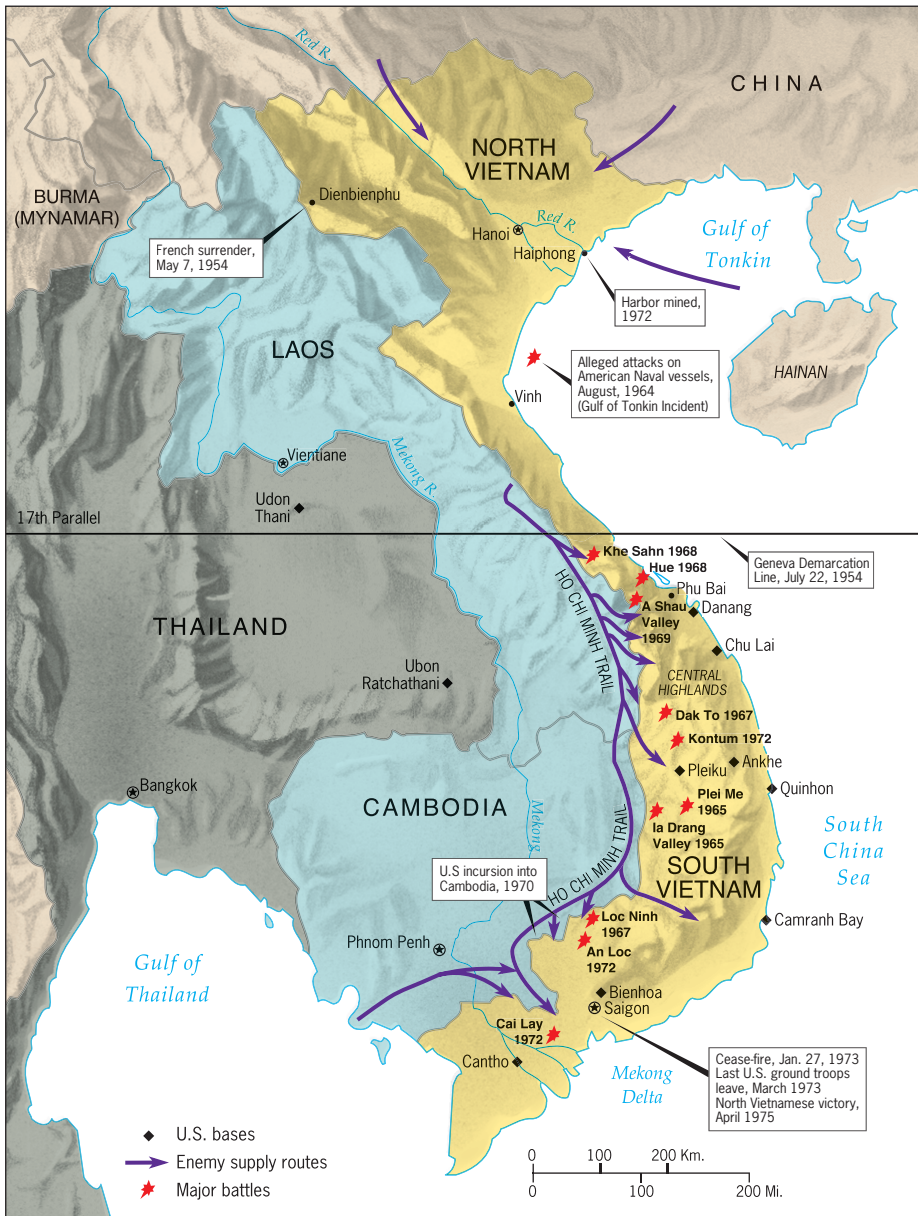 Red R.
CHINA
NORTH
VIETNAM
BURMA
(MYNAMAR)
Dienbienphu
Red R.
Hanoi
Haiphong
Gulf of
Tonkin
French surrender,
May 7, 1954
Harbor mined,
1972
LAOS
Alleged attacks on
American Naval vessels,
August, 1964
(Gulf of Tonkin Incident)
HAINAN
Vinh
Vientiane
Mekong R.
Udon
Thani
17th Parallel
Khe Sahn 1968
Hue 1968
Geneva Demarcation
Line, July 22, 1954
Phu Bai
HO CHI MINH TRAIL
A Shau
Valley
1969
Danang
THAILAND
Chu Lai
Ubon
Ratchathani
CENTRAL
HIGHLANDS
Dak To 1967
Kontum 1972
Ankhe
Pleiku
Bangkok
Quinhon
Plei Me
1965
CAMBODIA
Mekong
HO CHI MINH TRAIL
Ia Drang
Valley 1965
South
China
Sea
SOUTH
VIETNAM
U.S incursion into
Cambodia, 1970
Loc Ninh
1967
Camranh Bay
An Loc
1972
Phnom Penh
Gulf of
Thailand
Bienhoa
Saigon
Cai Lay
1972
Cantho
Mekong
Delta
Cease-fire, Jan. 27, 1973
Last U.S. ground troops
leave, March 1973
North Vietnamese victory,
April 1975
U.S. bases
Enemy supply routes
Major battles
0 100 200 Km.
0 100 200 Mi.